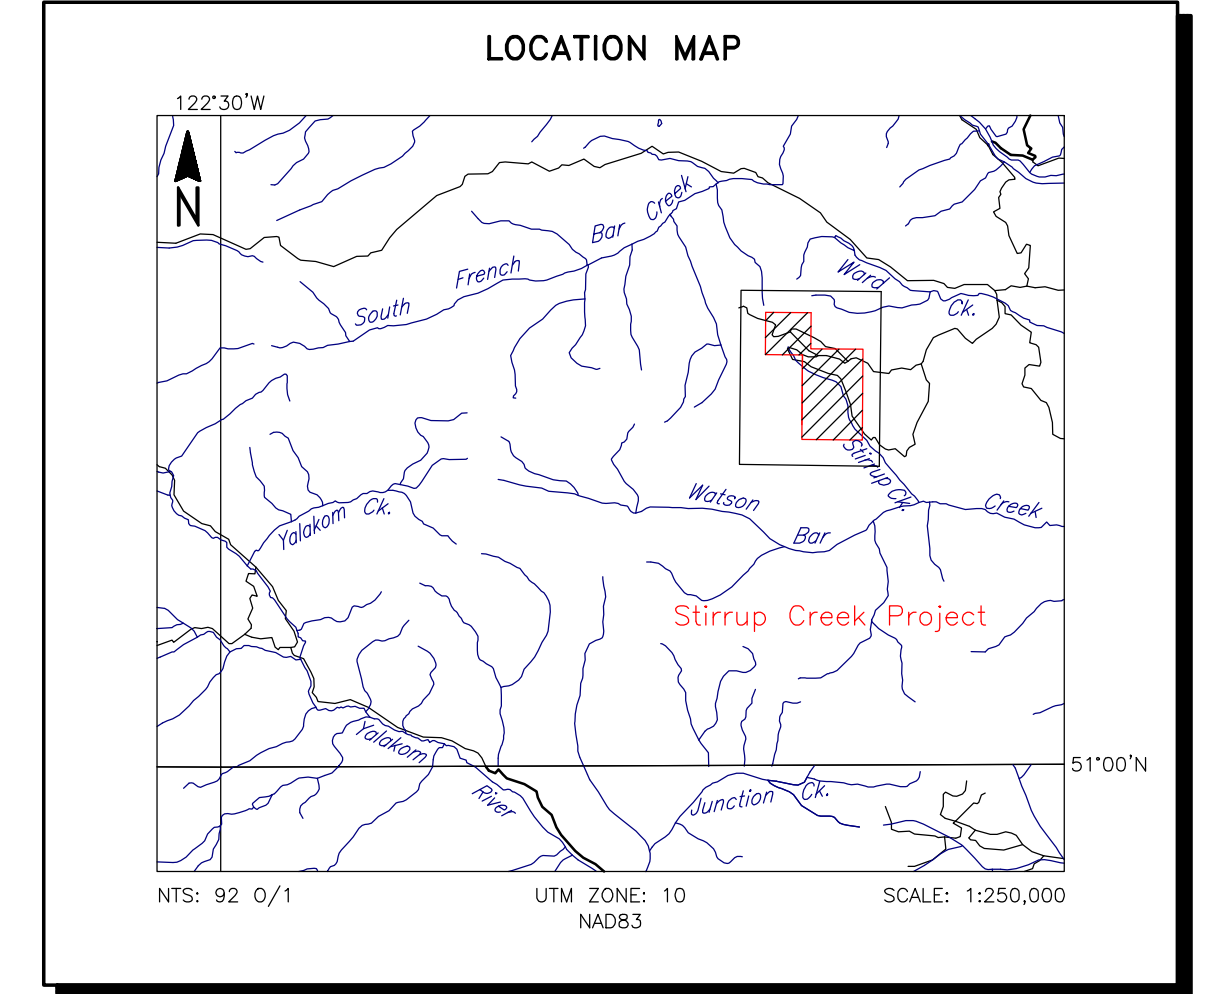 LOCATION MAP
122°30'W
N
South French Bar Creek
Ward Ck.
Stirrup Ck.
Watson Bar Creek
Yalakom Ck.
Stirrup Creek Project
Yalakom River
51°00'N
Junction Ck.
NTS: 92 O/1
UTM ZONE: 10
SCALE: 1:250,000
NAD83